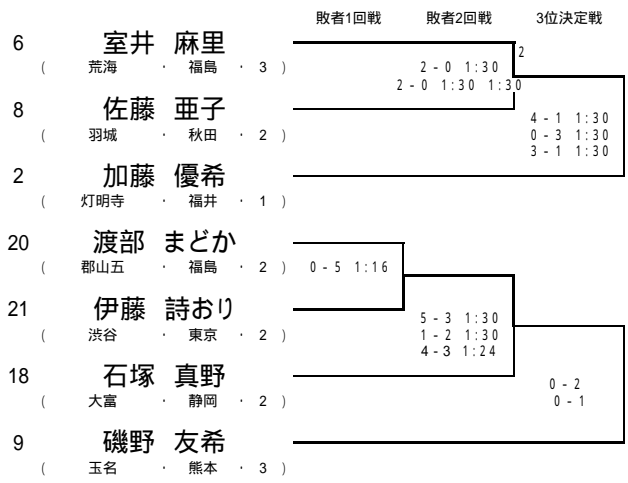 敗者1回戦 敗者2回戦 3位決定戦
6 室井 麻里
( 荒海 ・ 福島 ・ 3 )
2
2 - 0 1:30
2 - 0 1:30 1:30
8 佐藤 亜子
( 羽城 ・ 秋田 ・ 2 )
4 - 1 1:30
0 - 3 1:30
3 - 1 1:30
2 加藤 優希
( 灯明寺 ・ 福井 ・ 1 )
20 渡部 まどか
( 郡山五 ・ 福島 ・ 2 )
0 - 5 1:16
21 伊藤 詩おり
( 渋谷 ・ 東京 ・ 2 )
5 - 3 1:30
1 - 2 1:30
4 - 3 1:24
18 石塚 真野
( 大富 ・ 静岡 ・ 2 )
0 - 2
0 - 1
9 磯野 友希
( 玉名 ・ 熊本 ・ 3 )